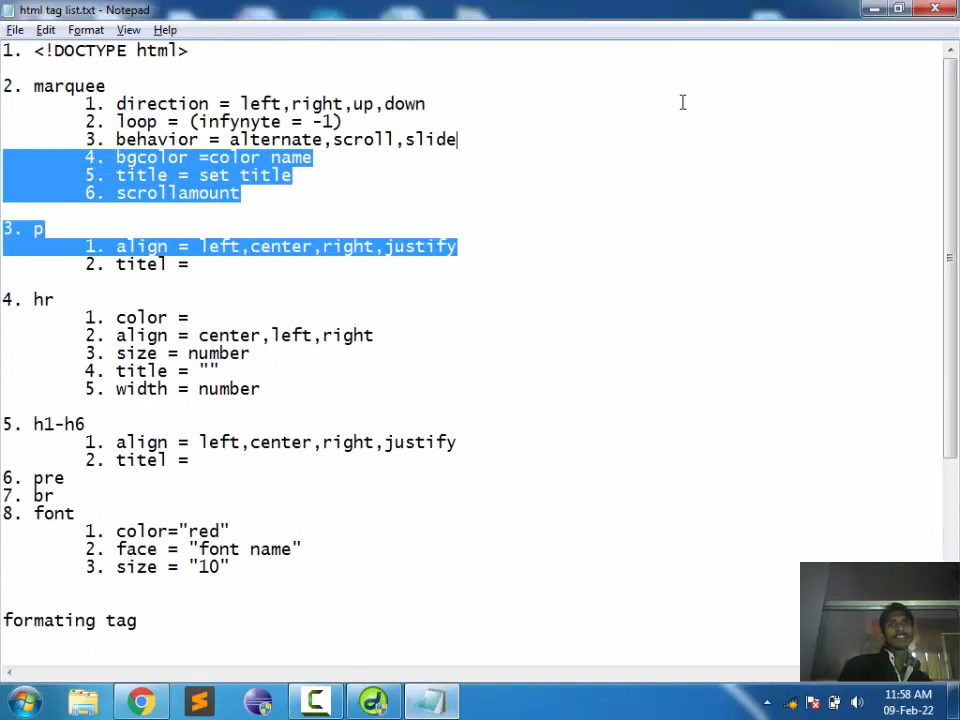 html tag list.txt - Notepad
File Edit Format View Help
1. <!DOCTYPE html>
2. marquee
1. direction = left,right,up,down
2. loop = (infynyte = -1)
3. behavior = alternate,scroll,slide
4. bgcolor =color name
5. title = set title
6. scrollamount
3. p
1. align = left,center,right,justify
2. titel =
4. hr
1. color =
2. align = center,left,right
3. size = number
4. title = ""
5. width = number
5. h1-h6
1. align = left,center,right,justify
2. titel =
6. pre
7. br
8. font
1. color="red"
2. face = "font name"
3. size = "10"
formating tag
11:58 AM
09-Feb-22